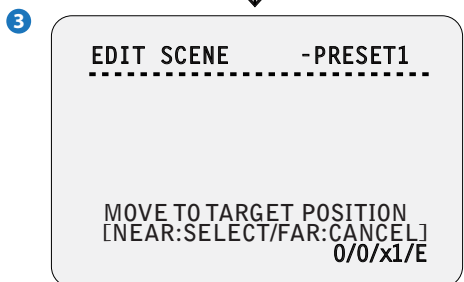 3
EDIT SCENE -PRESET1
MOVE TO TARGET POSITION
[NEAR:SELECT/FAR:CANCEL]
0/0/x1/E